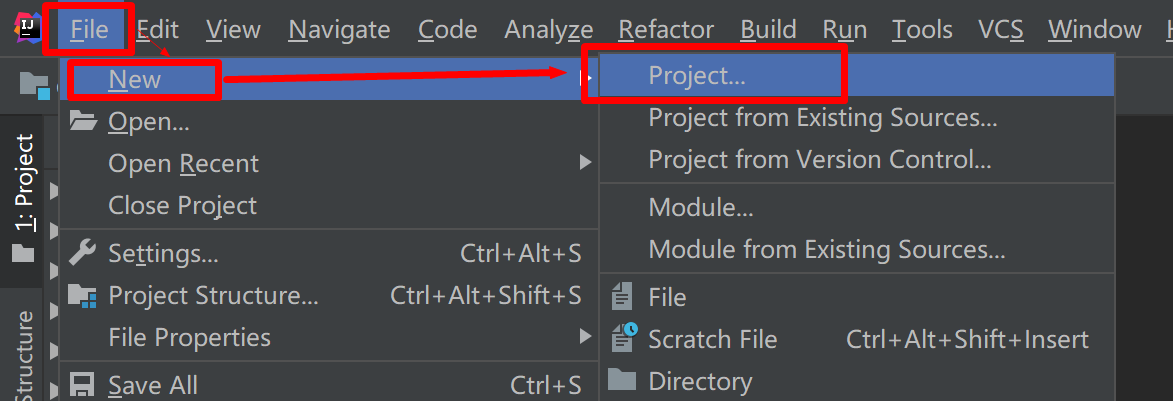 IJ
File Edit View Navigate Code Analyze Refactor Build Run Tools VCS Window
New
Project...
Open...
Project from Existing Sources...
Open Recent
Project from Version Control...
Close Project
Module...
Settings... Ctrl+Alt+S
Module from Existing Sources...
Project Structure... Ctrl+Alt+Shift+S
File
File Properties
Scratch File Ctrl+Alt+Shift+Insert
Save All Ctrl+S
Directory
1: Project
Structure